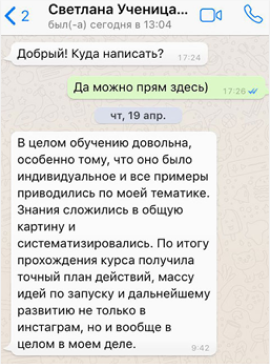 2
Светлана Ученица...
был(-а) сегодня в 13:04
Добрый! Куда написать?
17:24
Да можно прям здесь)
17:26
чт, 19 апр.
В целом обучению довольна,
особенно тому, что оно было
индивидуальное и все примеры
приводились по моей тематике.
Знания сложились в общую
картину и
систематизировались. По итогу
прохождения курса получила
точный план действий, массу
идей по запуску и дальнейшему
развитию не только в
инстаграм, но и вообще в
целом в моем деле.
9:42